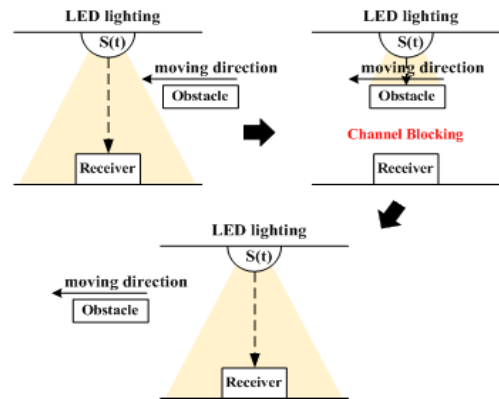 LED lighting
S(t)
moving direction
Obstacle
Receiver
LED lighting
S(t)
moving direction
Obstacle
Channel Blocking
Receiver
LED lighting
S(t)
moving direction
Obstacle
Receiver